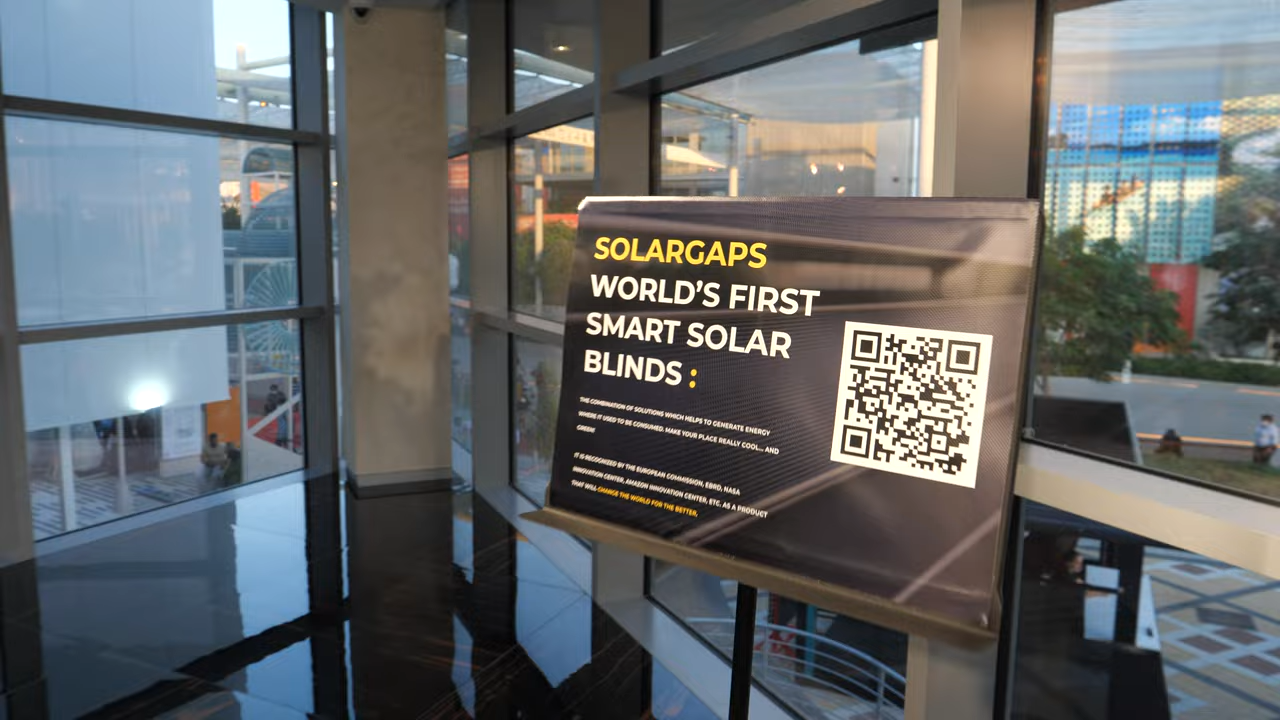 SOLARGAPS
WORLD'S FIRST
SMART SOLAR
BLINDS :
THE COMBINATION OF SOLUTIONS WHICH HELPS TO GENERATE ENERGY
WHERE IT USED TO BE CONSUMED. MAKE YOUR PLACE REALLY COOL... AND
GREEN!
IT IS RECOGNIZED BY THE EUROPEAN COMMISSION, EBRD, NASA
INNOVATION CENTER, AMAZON INNOVATION CENTER, ETC. AS A PRODUCT
THAT WILL CHANGE THE WORLD FOR THE BETTER.